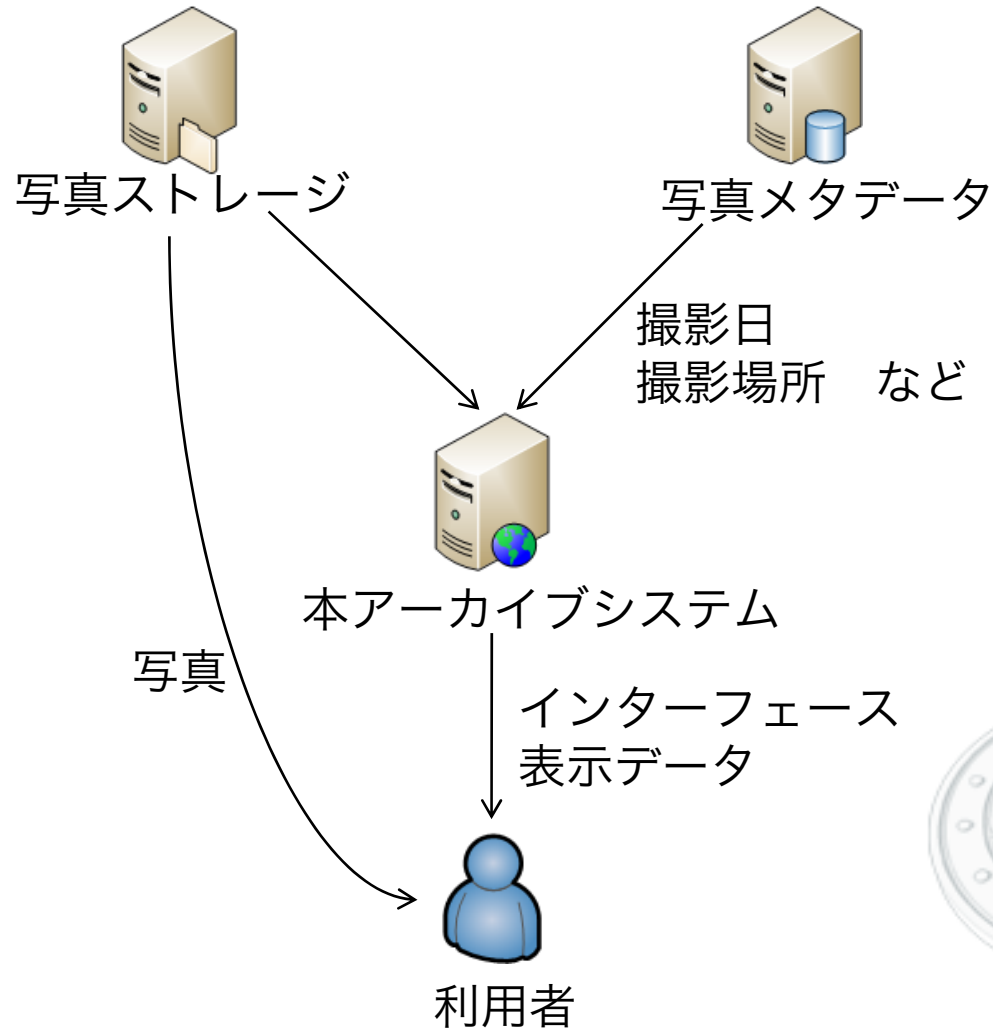 写真ストレージ
写真メタデータ
撮影日
撮影場所　など
本アーカイブシステム
写真
インターフェース
表示データ
利用者